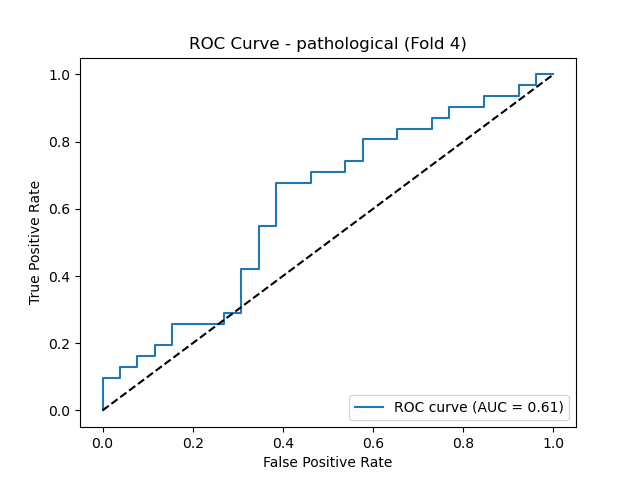 ROC Curve - pathological (Fold 4)
1.0
0.8
0.6
0.4
0.2
0.0
True Positive Rate
ROC curve (AUC = 0.61)
0.0 0.2 0.4 0.6 0.8 1.0
False Positive Rate